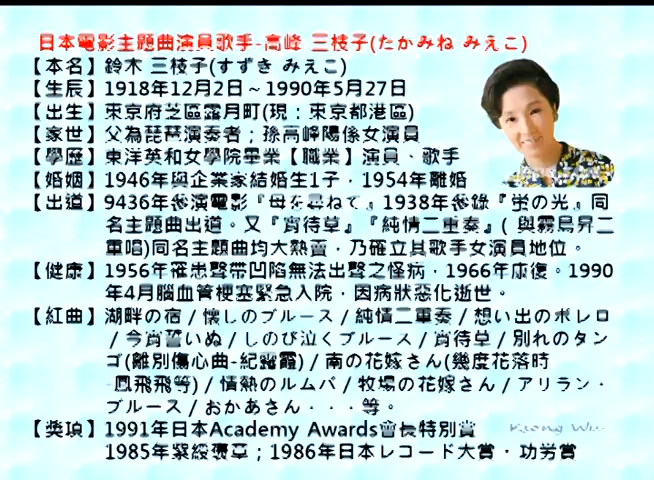 日本電影主題曲演員歌手-高峰 三枝子(たかみね みえこ)
【本名】鈴木 三枝子(すずき みえこ)
【生辰】1918年12月2日～1990年5月27日
【出生】東京府芝區露月町(現：東京都港區)
【家世】父為琵琶演奏者；孫高峰陽係女演員
【學歷】東洋英和女學院畢業【職業】演員、歌手
【婚姻】1946年與企業家結婚生1子，1954年離婚
【出道】9436年參演電影『母を尋ねて』1938年參錄『蛍の光』同
名主題曲出道。又『宵待草』『純情二重奏』( 與霧島昇二
重唱)同名主題曲均大熱賣，乃確立其歌手女演員地位。
【健康】1956年罹患聲帶凹陷無法出聲之怪病，1966年康復。1990
年4月腦血管梗塞緊急入院，因病狀惡化逝世。
【紅曲】湖畔の宿 / 懐しのブルース / 純情二重奏 / 想い出のボレロ
/ 今宵誓いぬ / しのび泣くブルース / 宵待草 / 別れのタン
ゴ(離別傷心曲-紀露霞) / 南の花嫁さん(幾度花落時
-鳳飛飛等) / 情熱のルムバ / 牧場の花嫁さん / アリラン・
ブルース / おかあさん・・・等。
【獎項】1991年日本Academy Awards會長特別賞
1985年紫綬褒章；1986年日本レコード大賞・功労賞